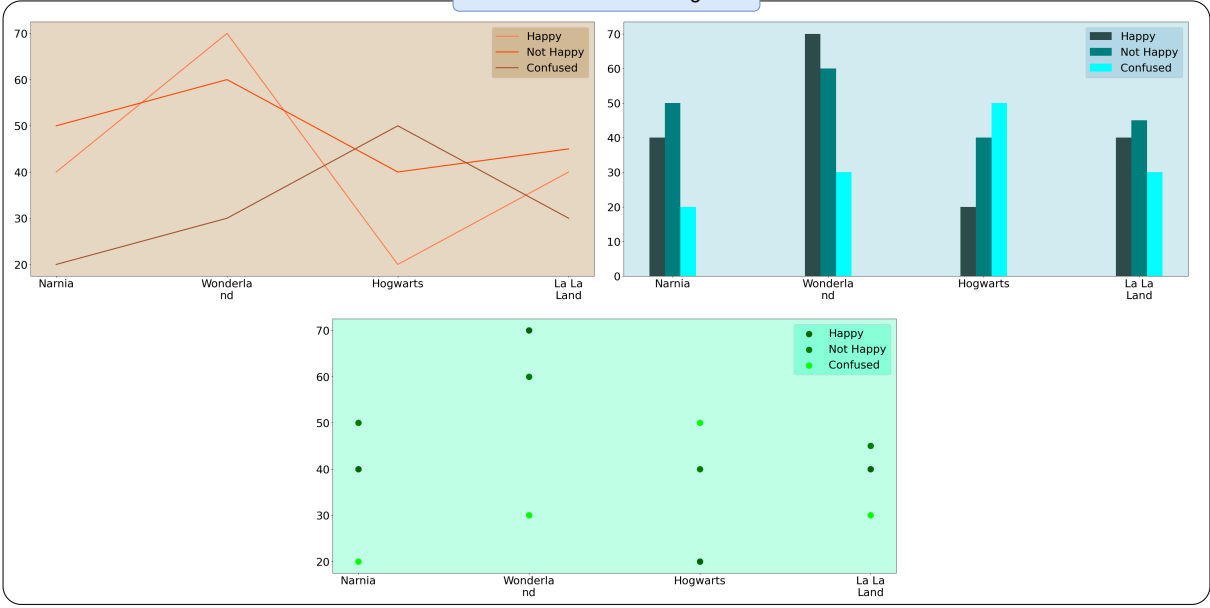 70
60
50
40
30
20
Happy
Not Happy
Confused
Narnia
Wonderla
nd
Hogwarts
La La
Land
70
60
50
40
30
20
10
0
Happy
Not Happy
Confused
Narnia
Wonderla
nd
Hogwarts
La La
Land
70
60
50
40
30
20
Happy
Not Happy
Confused
Narnia
Wonderla
nd
Hogwarts
La La
Land